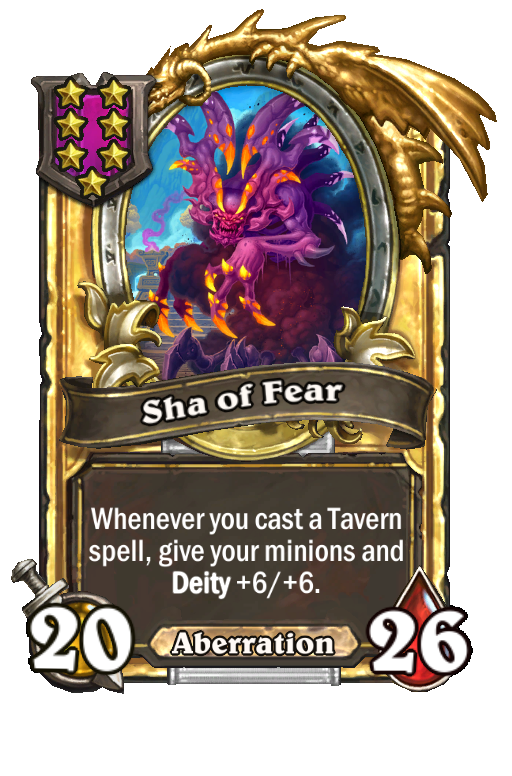 Sha of Fear
Whenever you cast a Tavern
spell, give your minions and
Deity +6/+6.
20
Aberration
26